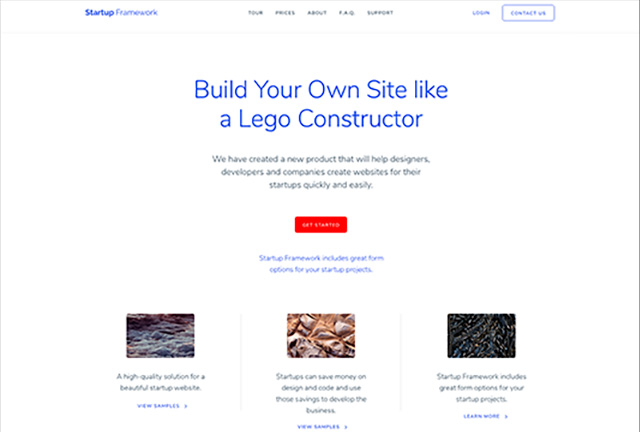 Startup Framework
TOUR PRICES ABOUT F.A.Q. SUPPORT
LOGIN CONTACT US
Build Your Own Site like
a Lego Constructor
We have created a new product that will help designers,
developers and companies create websites for their
startups quickly and easily.
GET STARTED
Startup Framework includes great form
options for your startup projects.
A high-quality solution for a
beautiful startup website.
VIEW SAMPLES >
Startups can save money on
design and code and use
those savings to develop the
business.
VIEW SAMPLES >
Startup Framework includes
great form options for your
startup projects.
LEARN MORE >